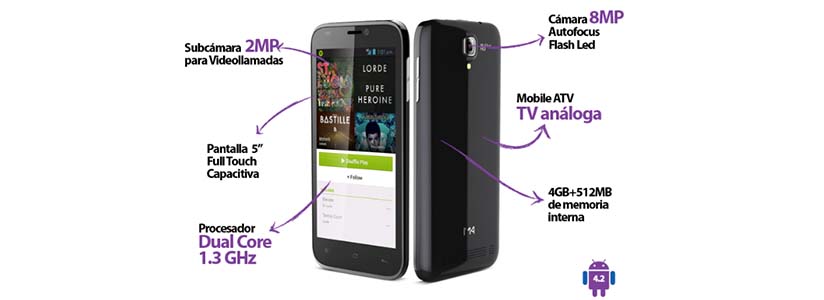 Subcámara 2MP
para Videollamadas
Pantalla 5”
Full Touch
Capacitiva
Procesador
Dual Core
1.3 GHz
LORDE
PURE
HEROINE
BASTILLE
Shuffle Play
+ Follow
Cámara 8MP
Autofocus
Flash Led
Mobile ATV
TV análoga
4GB+512MB
de memoria
interna
M4
4.2